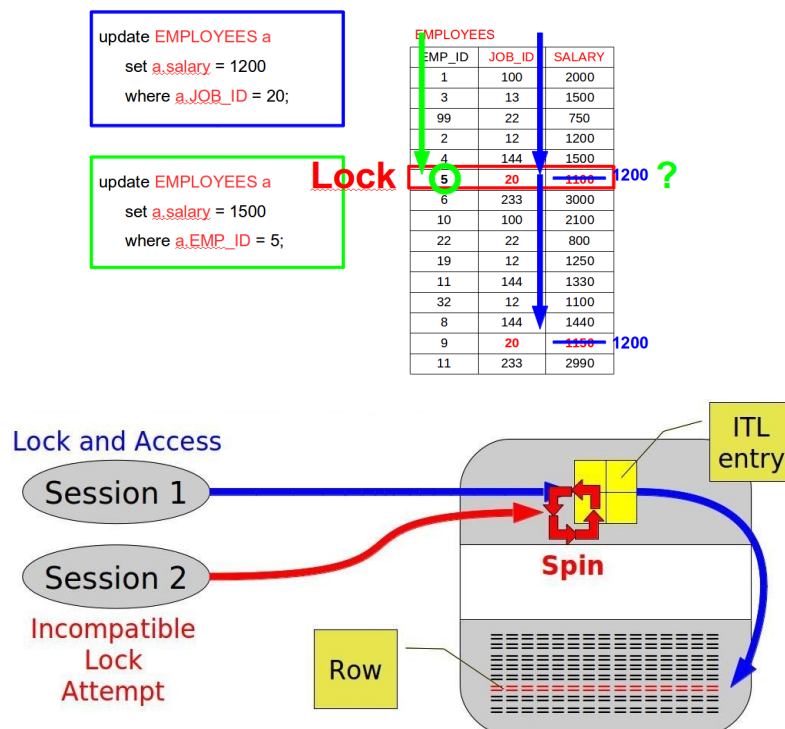 update EMPLOYEES a
set a.salary = 1200
where a.JOB_ID = 20;
update EMPLOYEES a
set a.salary = 1500
where a.EMP_ID = 5;
EMPLOYEES
EMP_ID JOB_ID SALARY
1 100 2000
3 13 1500
99 22 750
2 12 1200
4 144 1500
Lock 5 20 1100 1200 ?
6 233 3000
10 100 2100
22 22 800
19 12 1250
11 144 1330
32 12 1100
8 144 1440
9 20 1150 1200
11 233 2990
Lock and Access
Session 1
Session 2
Incompatible
Lock
Attempt
ITL
entry
Spin
Row